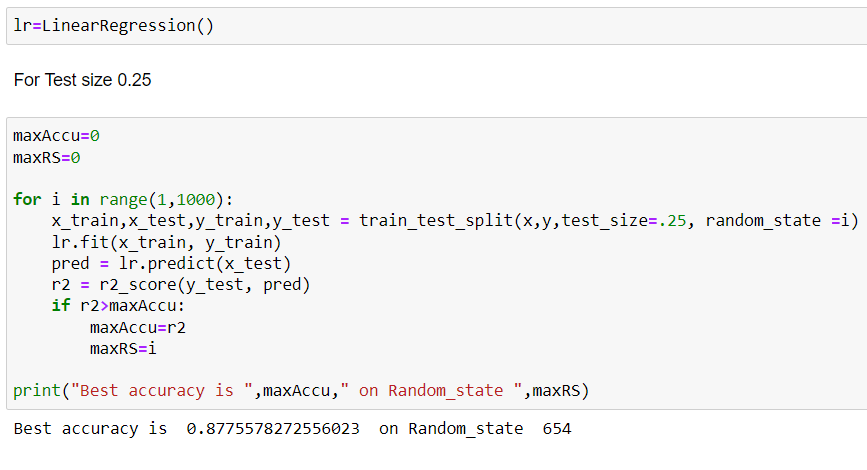 lr=LinearRegression()
For Test size 0.25
maxAccu=0
maxRS=0
for i in range(1,1000):
    x_train,x_test,y_train,y_test = train_test_split(x,y,test_size=.25, random_state =i)
    lr.fit(x_train, y_train)
    pred = lr.predict(x_test)
    r2 = r2_score(y_test, pred)
    if r2>maxAccu:
        maxAccu=r2
        maxRS=i
print("Best accuracy is ",maxAccu," on Random_state ",maxRS)
Best accuracy is  0.8775578272556023  on Random_state  654